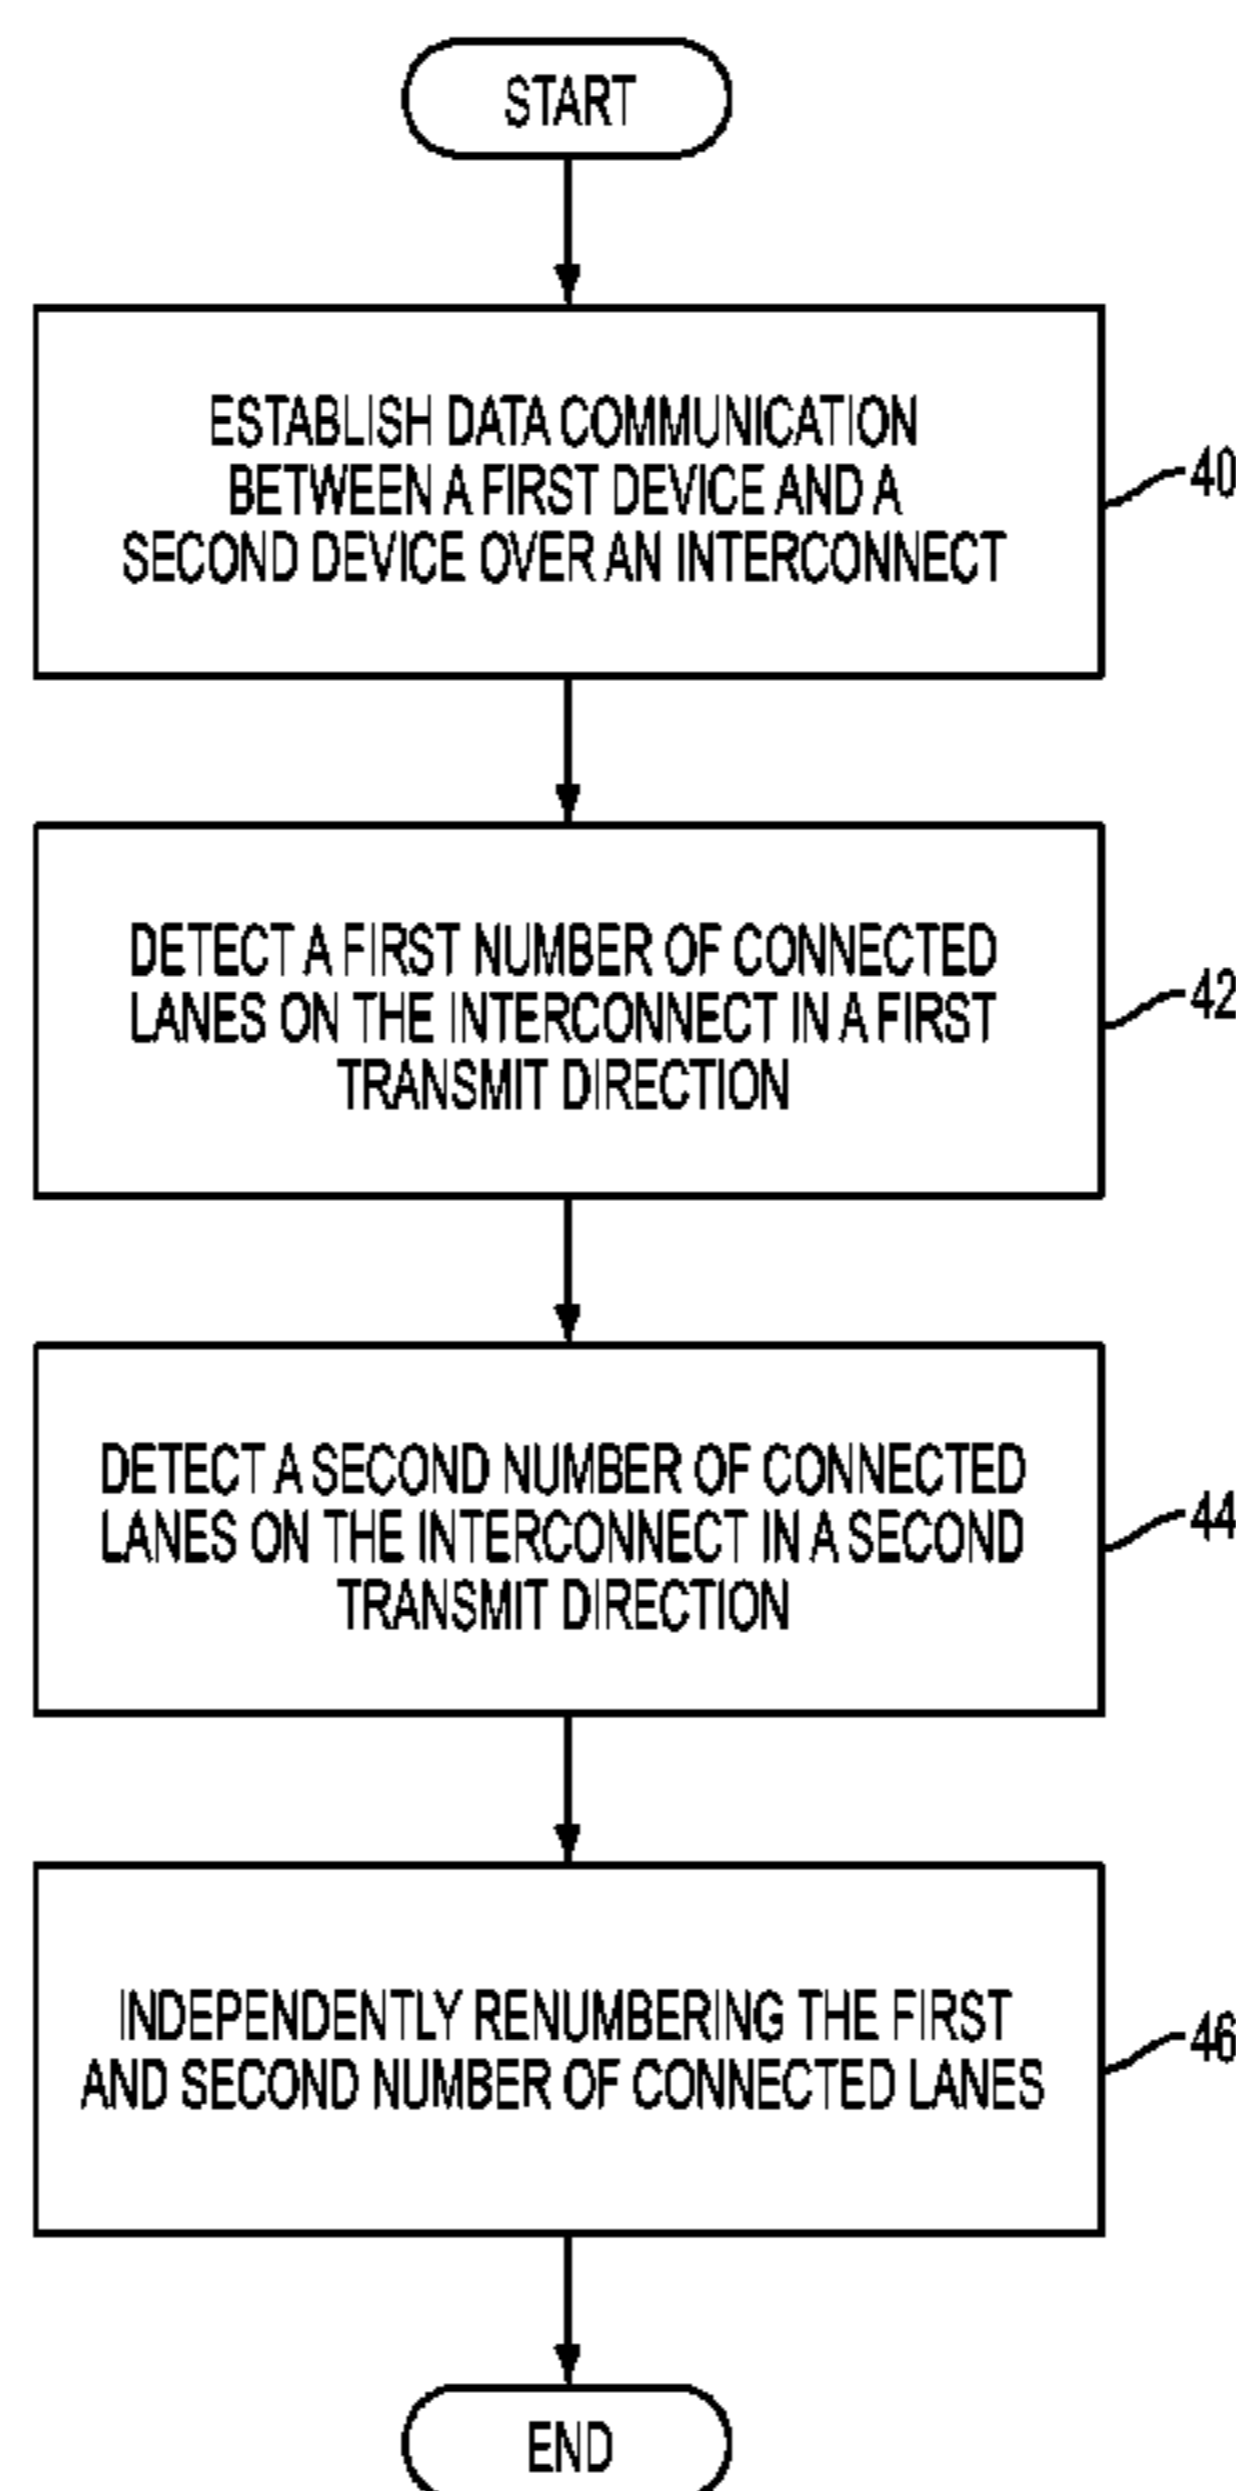 START
ESTABLISH DATA COMMUNICATION
BETWEEN A FIRST DEVICE AND A
SECOND DEVICE OVER AN INTERCONNECT
40
DETECT A FIRST NUMBER OF CONNECTED
LANES ON THE INTERCONNECT IN A FIRST
TRANSMIT DIRECTION
42
DETECT A SECOND NUMBER OF CONNECTED
LANES ON THE INTERCONNECT IN A SECOND
TRANSMIT DIRECTION
44
INDEPENDENTLY RENUMBERING THE FIRST
AND SECOND NUMBER OF CONNECTED LANES
46
END